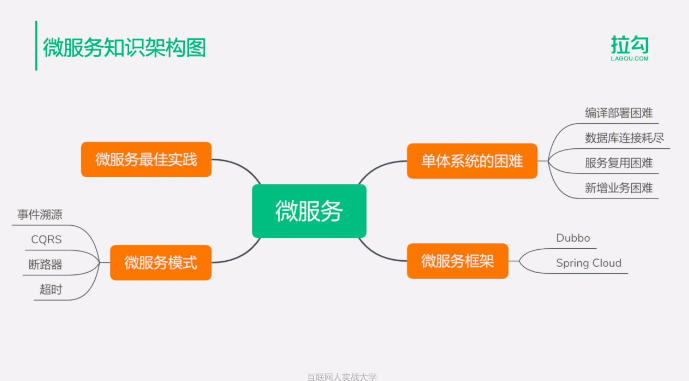 微服务知识架构图
拉勾
LAGOU.COM
微服务
微服务最佳实践
微服务模式
事件溯源
CQRS
断路器
超时
单体系统的困难
编译部署困难
数据库连接耗尽
服务复用困难
新增业务困难
微服务框架
Dubbo
Spring Cloud
互联网人实战大学